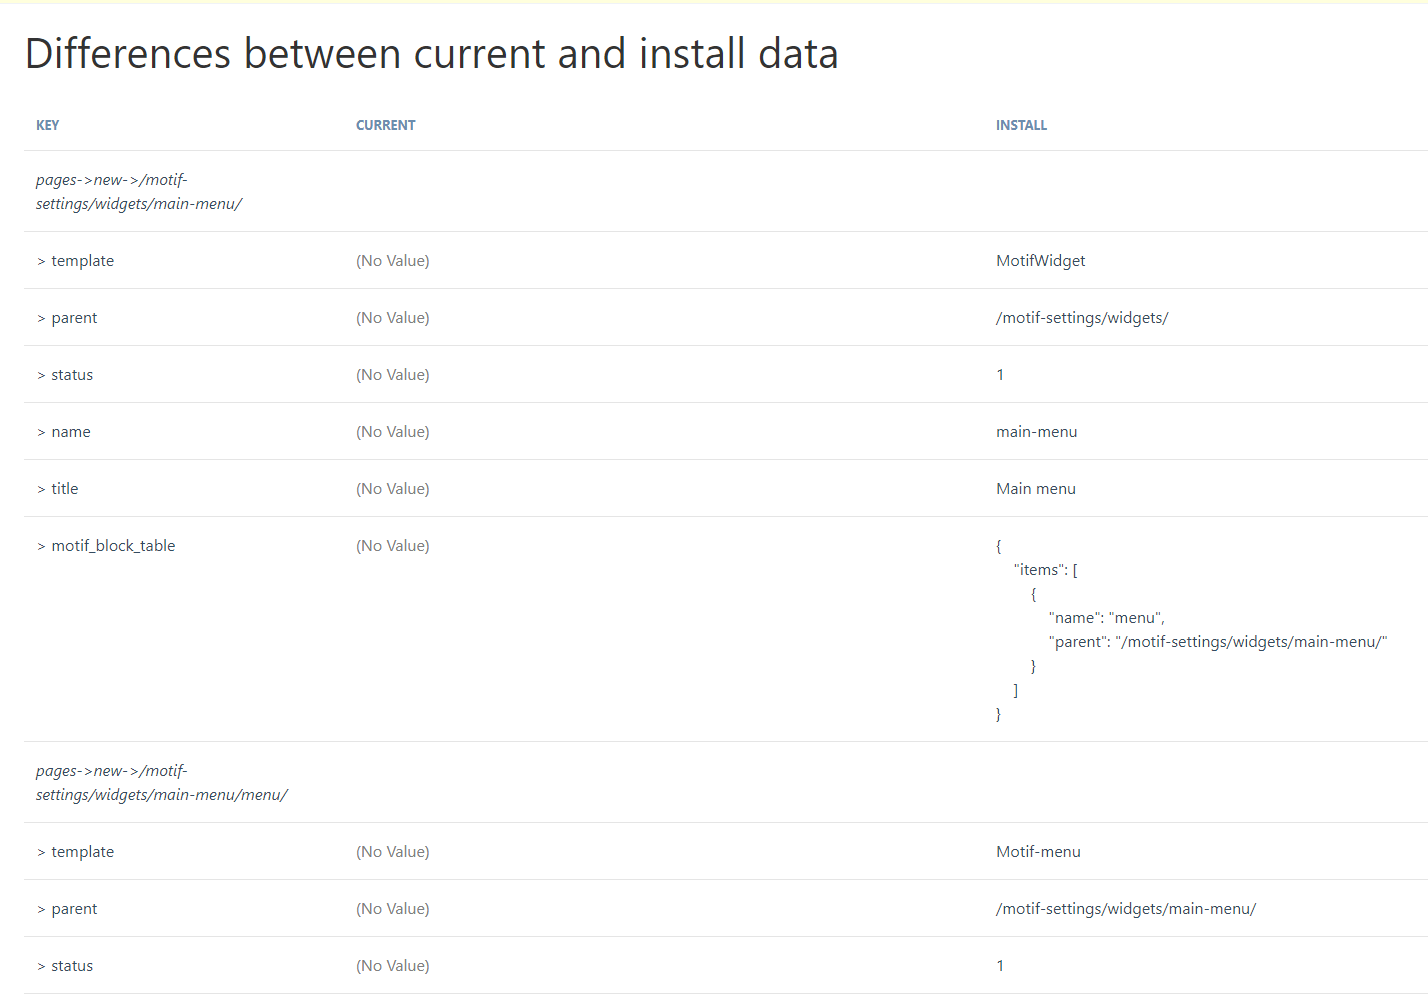 Differences between current and install data
KEY CURRENT INSTALL
pages->new->/motif-
settings/widgets/main-menu/
> template (No Value) MotifWidget
> parent (No Value) /motif-settings/widgets/
> status (No Value) 1
> name (No Value) main-menu
> title (No Value) Main menu
> motif_block_table (No Value) {
"items": [
{
"name": "menu",
"parent": "/motif-settings/widgets/main-menu/"
}
]
}
pages->new->/motif-
settings/widgets/main-menu/menu/
> template (No Value) Motif-menu
> parent (No Value) /motif-settings/widgets/main-menu/
> status (No Value) 1